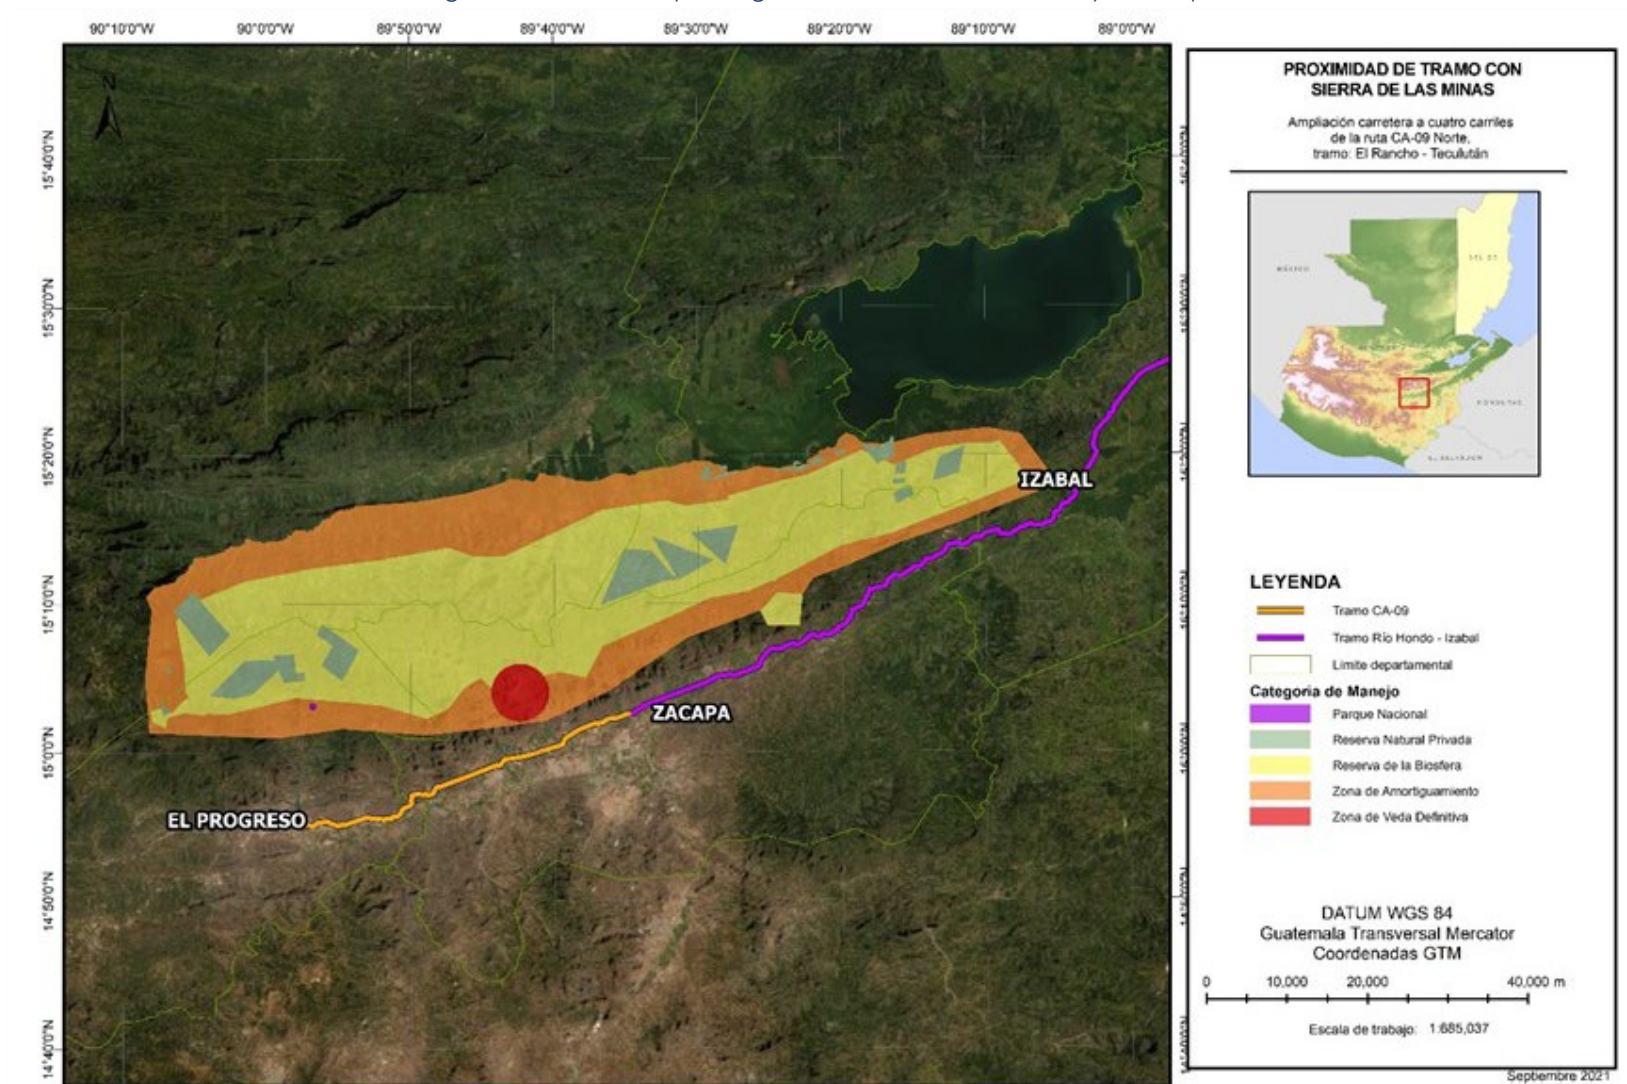 90°10'0"W 90°0'0"W 89°50'0"W 89°40'0"W 89°30'0"W 89°20'0"W 89°10'0"W 89°0'0"W
N
15°40'0"N
15°30'0"N
15°20'0"N
15°10'0"N
15°0'0"N
14°50'0"N
14°40'0"N
IZABAL
ZACAPA
EL PROGRESO
PROXIMIDAD DE TRAMO CON
SIERRA DE LAS MINAS
Ampliación carretera a cuatro carriles
de la ruta CA-09 Norte,
tramo: El Rancho - Teculután
MÉXICO
HONDURAS
EL SALVADOR
LEYENDA
Tramo CA-09
Tramo Río Hondo - Izabal
Límite departamental
Categoria de Manejo
Parque Nacional
Reserva Natural Privada
Reserva de la Biosfera
Zona de Amortiguamiento
Zona de Veda Definitiva
DATUM WGS 84
Guatemala Transversal Mercator
Coordenadas GTM
0 10,000 20,000 40,000 m
Escala de trabajo: 1:685,037
Septiembre 2021